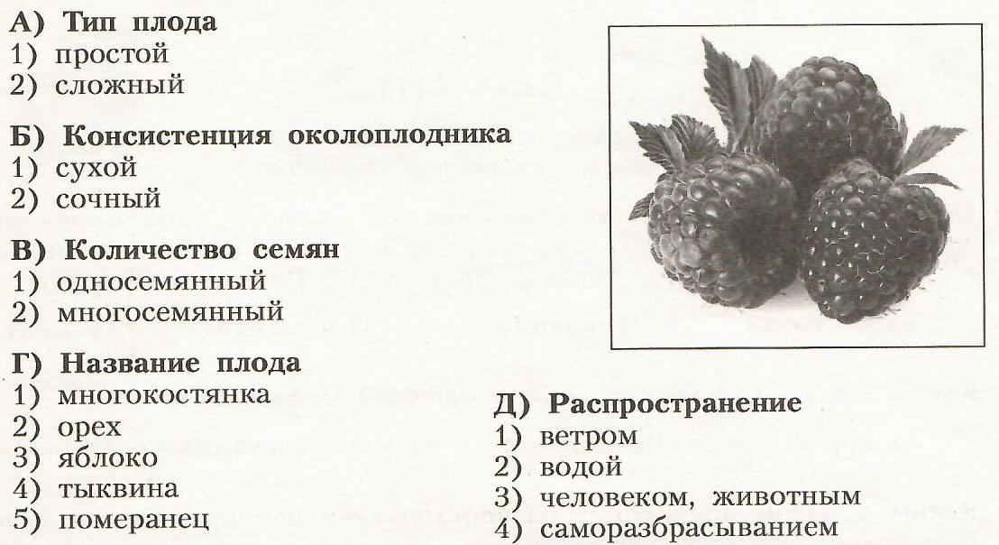 А) Тип плода
1) простой
2) сложный
Б) Консистенция околоплодника
1) сухой
2) сочный
В) Количество семян
1) односемянный
2) многосемянный
Г) Название плода
1) многокостянка
2) орех
3) яблоко
4) тыквина
5) померанец
Д) Распространение
1) ветром
2) водой
3) человеком, животным
4) саморазбрасыванием